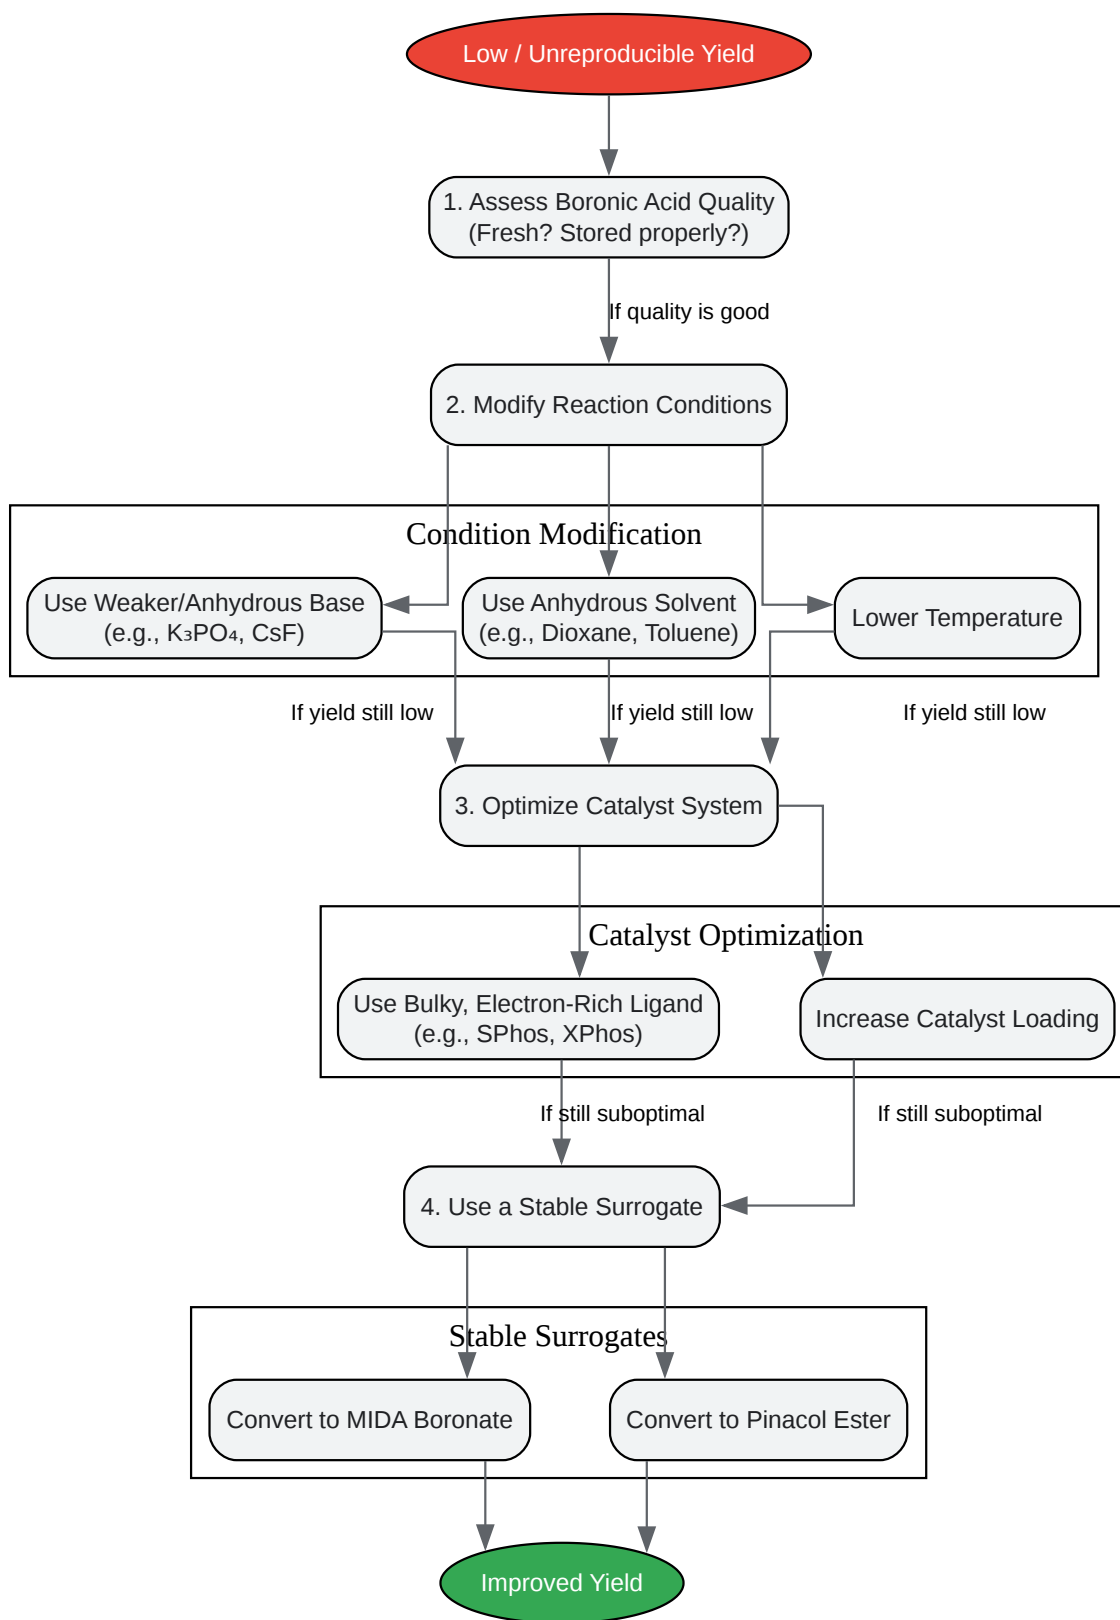 Low / Unreproducible Yield
1. Assess Boronic Acid Quality
(Fresh? Stored properly?)
If quality is good
2. Modify Reaction Conditions
Condition Modification
Use Weaker/Anhydrous Base
(e.g., K₃PO₄, CsF)
Use Anhydrous Solvent
(e.g., Dioxane, Toluene)
Lower Temperature
If yield still low
If yield still low
If yield still low
3. Optimize Catalyst System
Catalyst Optimization
Use Bulky, Electron-Rich Ligand
(e.g., SPhos, XPhos)
Increase Catalyst Loading
If still suboptimal
If still suboptimal
4. Use a Stable Surrogate
Stable Surrogates
Convert to MIDA Boronate
Convert to Pinacol Ester
Improved Yield